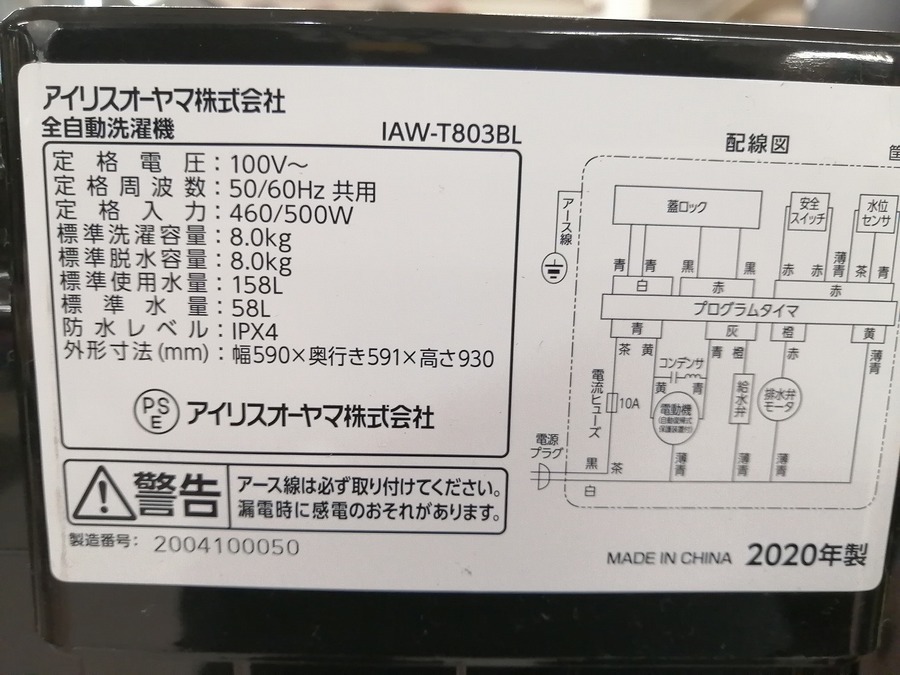 アイリスオーヤマ株式会社
全自動洗濯機 IAW-T803BL
定格電圧：100V～
定格周波数：50/60Hz 共用
定格入力：460/500W
標準洗濯容量：8.0kg
標準脱水容量：8.0kg
標準使用水量：158L
標準水量：58L
防水レベル：IPX4
外形寸法(mm)：幅590×奥行き591×高さ930
PS
E
アイリスオーヤマ株式会社
警告
アース線は必ず取り付けてください。
漏電時に感電のおそれがあります。
製造番号： 2004100050
配線図
アース線
蓋ロック
安全
スイッチ
水位
センサ
青 青 黒 黒 赤 赤 薄青 茶 青
白 赤 赤
プログラムタイマ
青 灰 橙 黄
茶 黄 青 橙 赤 薄青
コンデンサ
黄 青
電流ヒューズ
10A
電動機
(自動復帰式
保護装置付)
給水弁
排水弁
モータ
電源
プラグ
黒 茶 薄青 薄青 薄青
白
MADE IN CHINA 2020年製